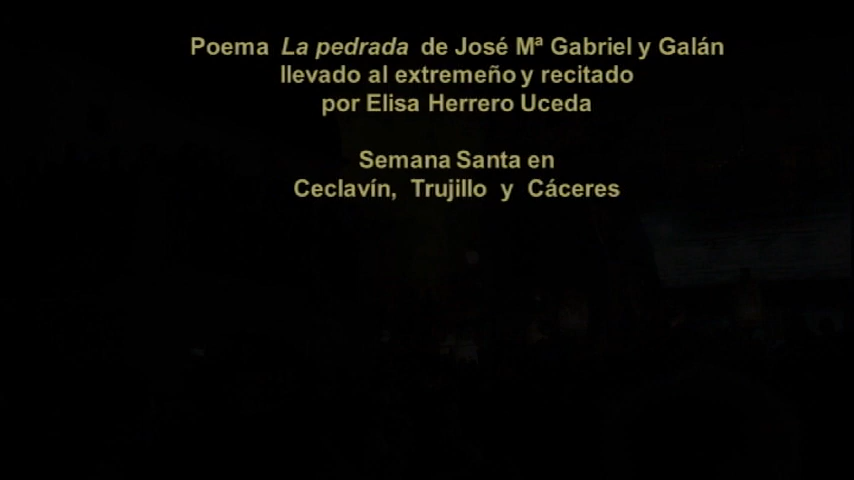 Poema La pedrada de José Mª Gabriel y Galán
llevado al extremeño y recitado
por Elisa Herrero Uceda
Semana Santa en
Ceclavín, Trujillo y Cáceres